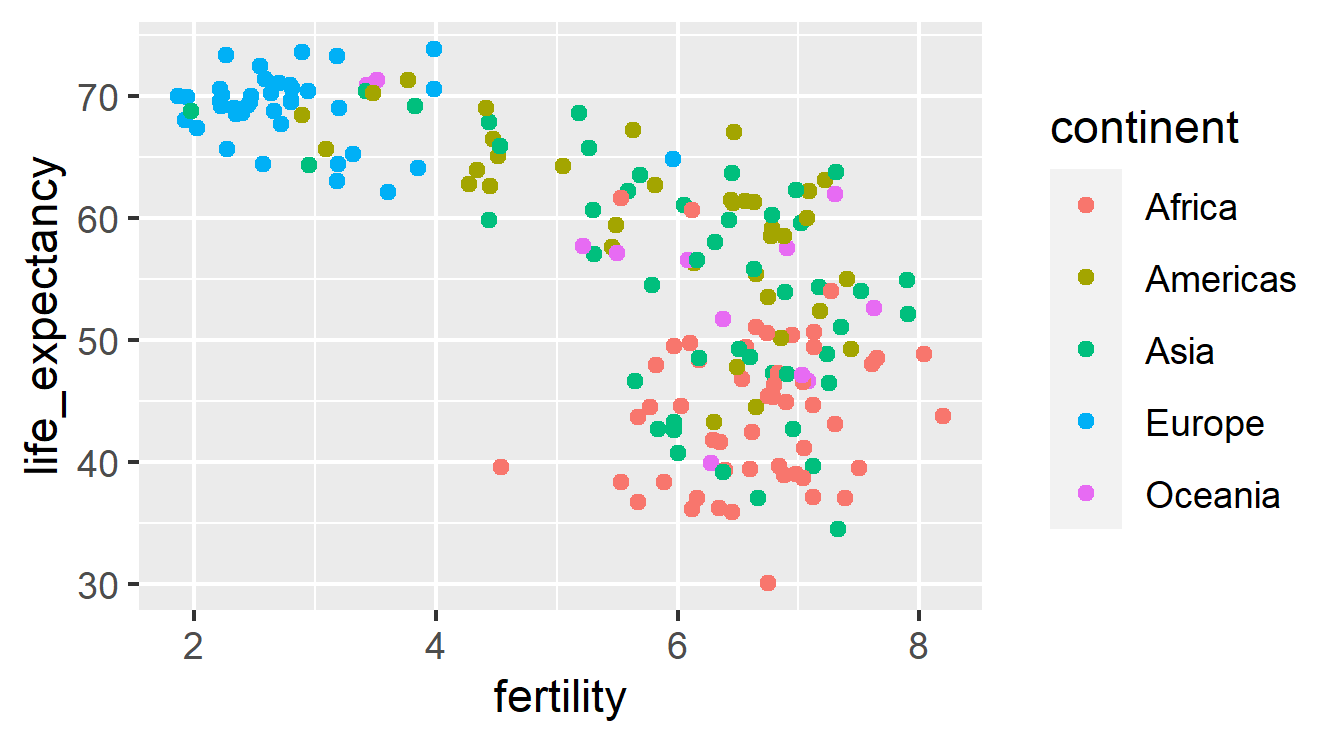 70
60
50
40
30
life_expectancy
2 4 6 8
fertility
continent
Africa
Americas
Asia
Europe
Oceania